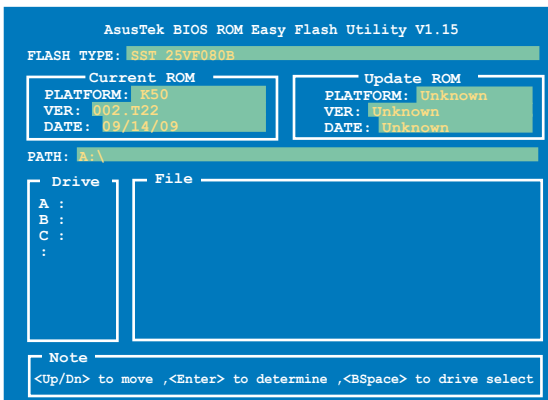 AsusTek BIOS ROM Easy Flash Utility V1.15
FLASH TYPE: SST 25VF080B
Current ROM
PLATFORM: K50
VER: 002.T22
DATE: 09/14/09
Update ROM
PLATFORM: Unknown
VER: Unknown
DATE: Unknown
PATH: A:\
Drive
A :
B :
C :
:
File
Note
<Up/Dn> to move ,<Enter> to determine ,<BSpace> to drive select